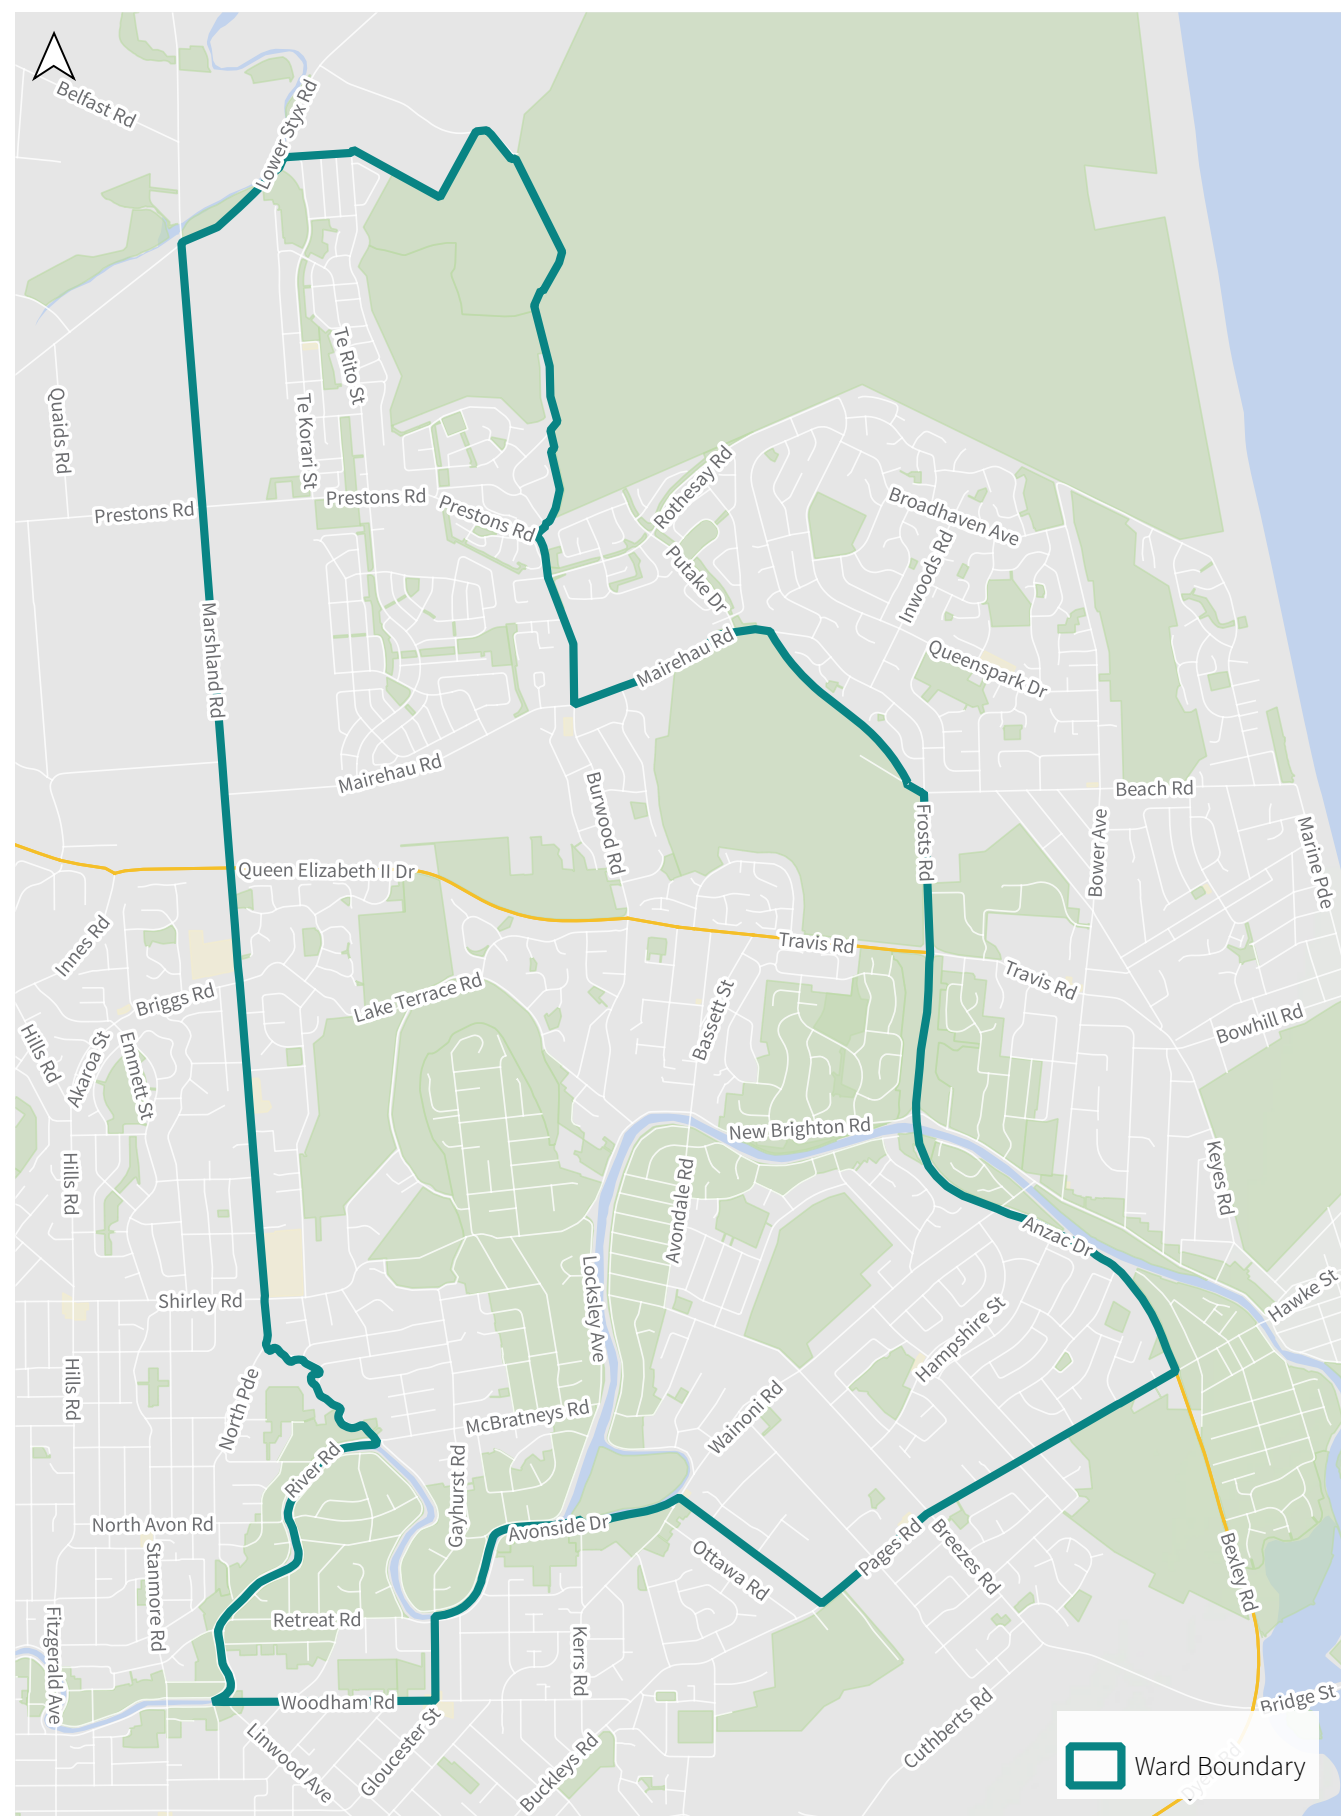 Belfast Rd
Lower Styx Rd
Te Rito St
Quaids Rd
Te Korari St
Prestons Rd
Prestons Rd
Prestons Rd
Rothesay Rd
Broadhaven Ave
Putake Dr
Inwoods Rd
Marshland Rd
Mairehau Rd
Queenspark Dr
Mairehau Rd
Burwood Rd
Beach Rd
Frosts Rd
Bower Ave
Marine Pde
Queen Elizabeth II Dr
Innes Rd
Travis Rd
Travis Rd
Briggs Rd
Lake Terrace Rd
Bassett St
Bowhill Rd
Hills Rd
Akaroa St
Emmett St
New Brighton Rd
Hills Rd
Avondale Rd
Keyes Rd
Anzac Dr
Locksley Ave
Shirley Rd
Hawke St
Hampshire St
Hills Rd
North Pde
McBratneys Rd
Wainoni Rd
River Rd
Gayhurst Rd
North Avon Rd
Avonside Dr
Stanmore Rd
Ottawa Rd
Pages Rd
Breezes Rd
Bexley Rd
Retreat Rd
Fitzgerald Ave
Kerrs Rd
Woodham Rd
Bridge St
Linwood Ave
Gloucester St
Cuthberts Rd
Buckleys Rd
Dyers Rd
Ward Boundary